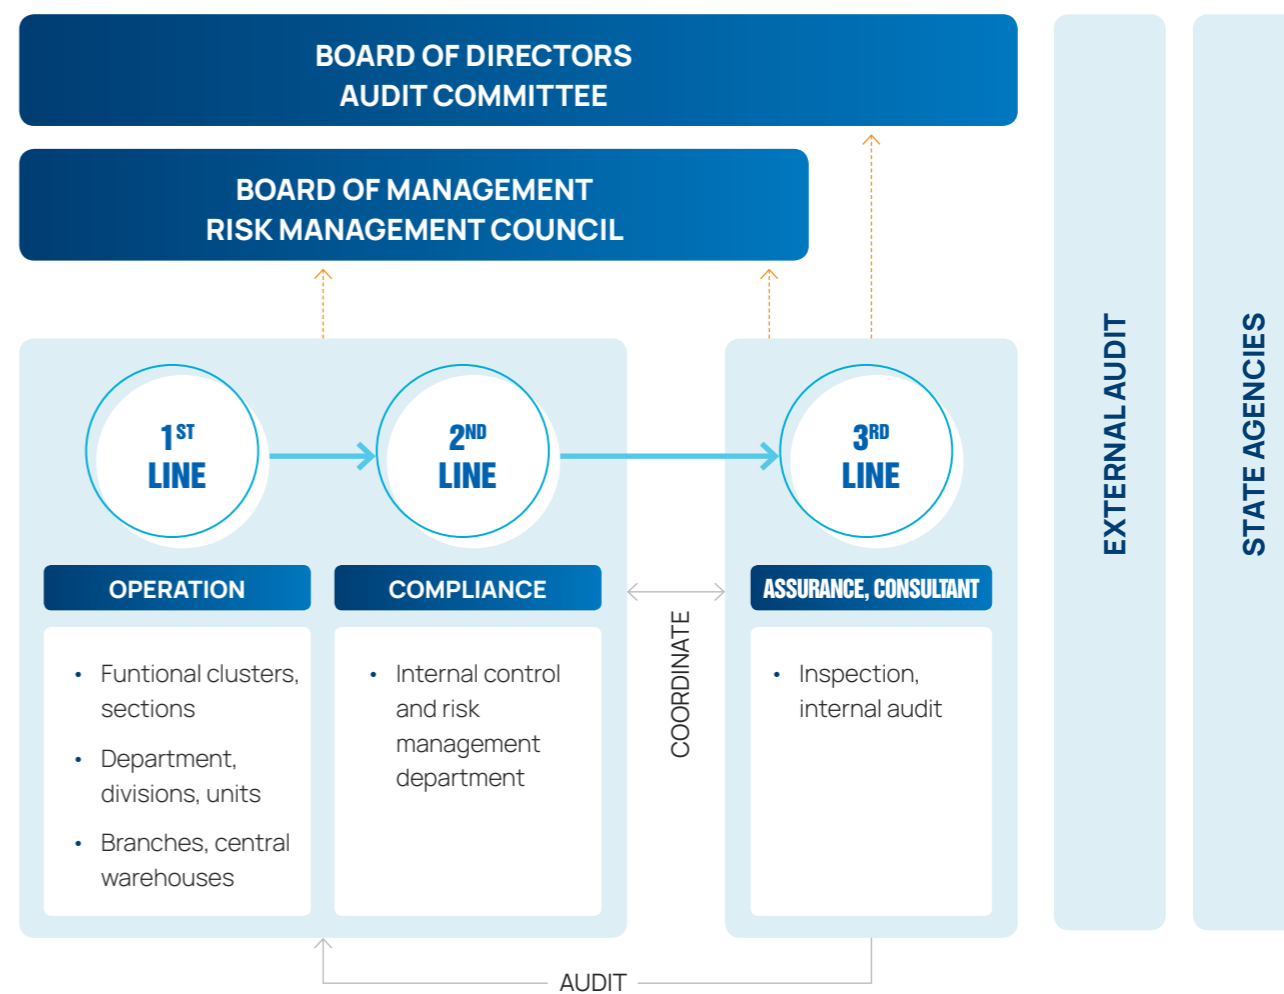 BOARD OF DIRECTORS
AUDIT COMMITTEE
BOARD OF MANAGEMENT
RISK MANAGEMENT COUNCIL
1ST
LINE
2ND
LINE
3RD
LINE
OPERATION
COMPLIANCE
ASSURANCE, CONSULTANT
• Funtional clusters,
sections
• Department,
divisions, units
• Branches, central
warehouses
• Internal control
and risk
management
department
COORDINATE
• Inspection,
internal audit
AUDIT
EXTERNAL AUDIT
STATE AGENCIES